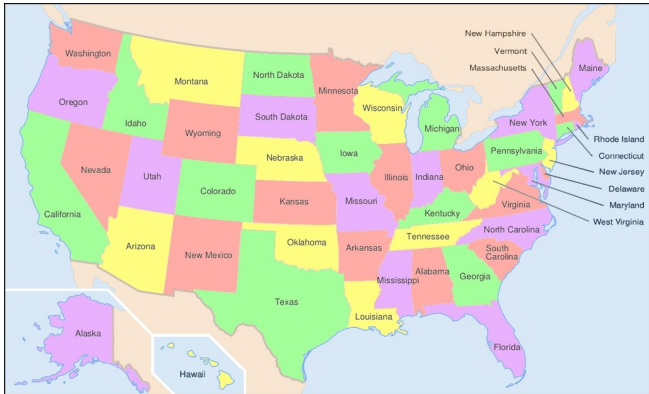 New Hampshire
Vermont
Massachusetts
Washington
Montana
North Dakota
Minnesota
Maine
Oregon
Idaho
Wyoming
South Dakota
Wisconsin
Michigan
New York
Rhode Island
Connecticut
New Jersey
Delaware
Maryland
West Virginia
Nevada
Utah
Colorado
Nebraska
Iowa
Illinois
Indiana
Ohio
Pennsylvania
California
Kansas
Missouri
Kentucky
Virginia
Arizona
New Mexico
Oklahoma
Arkansas
Tennessee
North Carolina
South
Carolina
Texas
Louisiana
Mississippi
Alabama
Georgia
Florida
Alaska
Hawaii